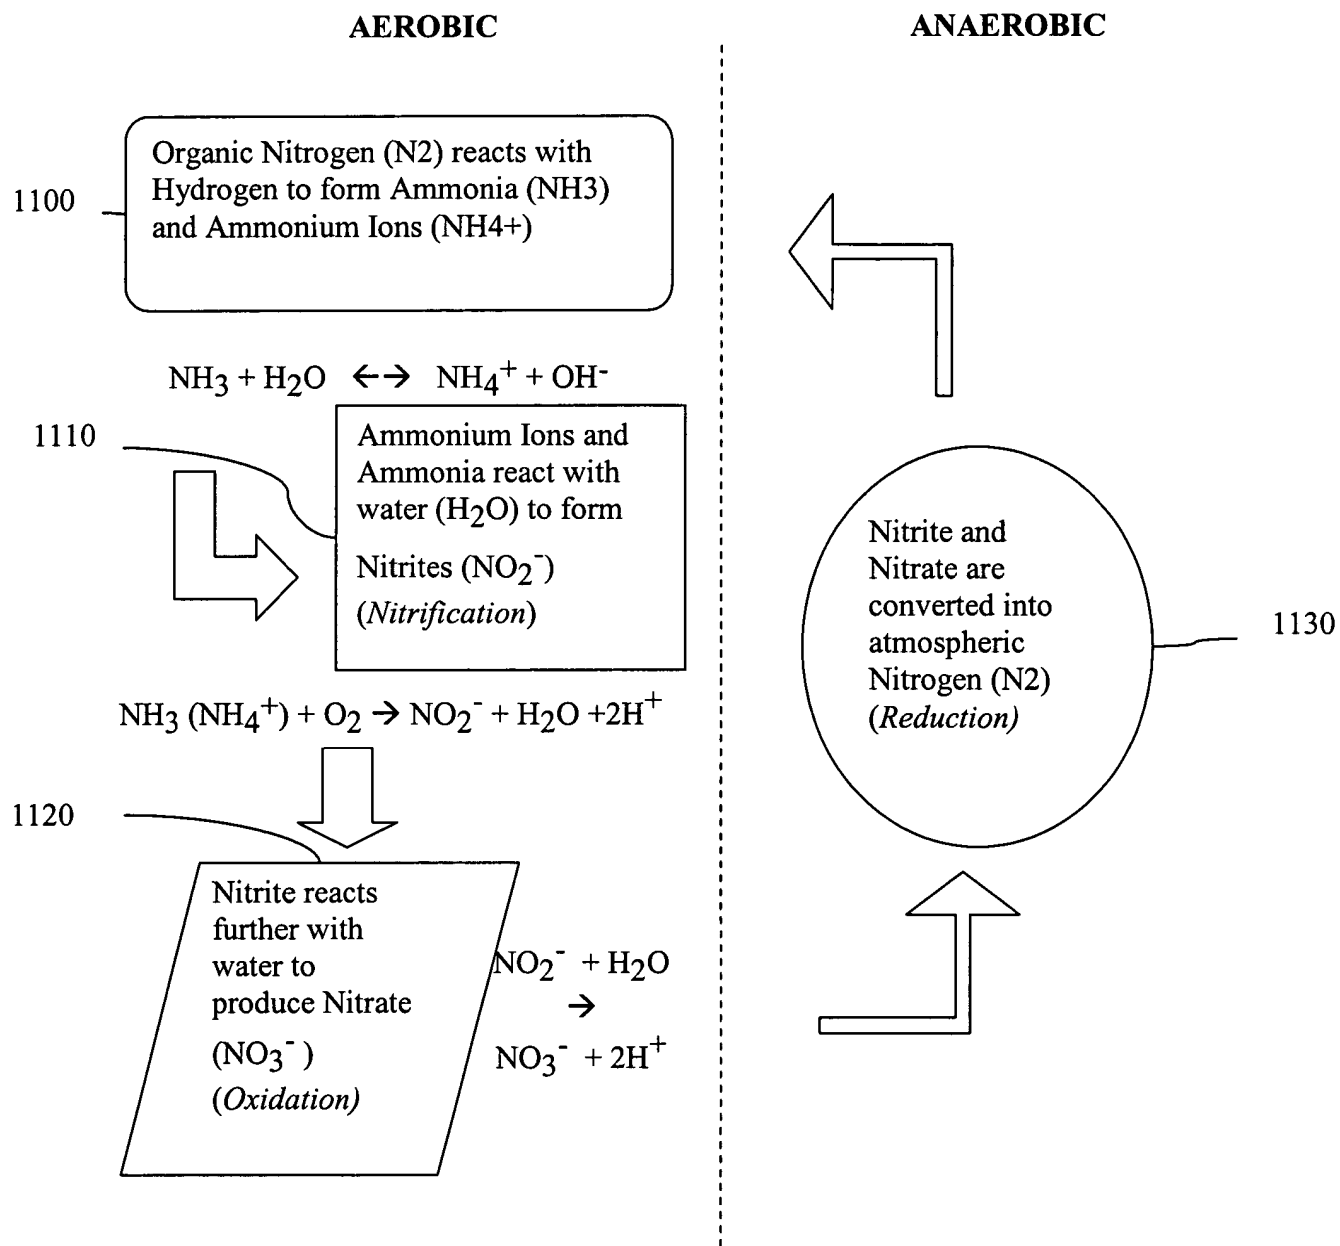 AEROBIC
ANAEROBIC
1100
Organic Nitrogen (N2) reacts with
Hydrogen to form Ammonia (NH3)
and Ammonium Ions (NH4+)
NH₃ + H₂O ←→ NH₄⁺ + OH⁻
1110
Ammonium Ions and
Ammonia react with
water (H₂O) to form
Nitrites (NO₂⁻)
(Nitrification)
NH₃ (NH₄⁺) + O₂ → NO₂⁻ + H₂O +2H⁺
1120
Nitrite reacts
further with
water to
produce Nitrate
(NO₃⁻ )
(Oxidation)
NO₂⁻ + H₂O
→
NO₃⁻ + 2H⁺
Nitrite and
Nitrate are
converted into
atmospheric
Nitrogen (N2)
(Reduction)
1130